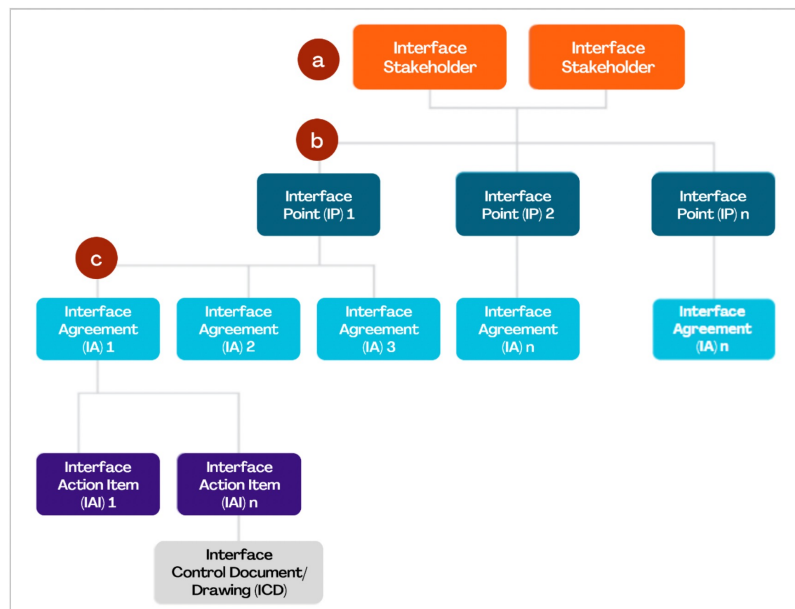 a
Interface
Stakeholder
Interface
Stakeholder
b
Interface
Point (IP) 1
Interface
Point (IP) 2
Interface
Point (IP) n
c
Interface
Agreement
(IA) 1
Interface
Agreement
(IA) 2
Interface
Agreement
(IA) 3
Interface
Agreement
(IA) n
Interface
Agreement
(IA) n
Interface
Action Item
(IAI) 1
Interface
Action Item
(IAI) n
Interface
Control Document/
Drawing (ICD)